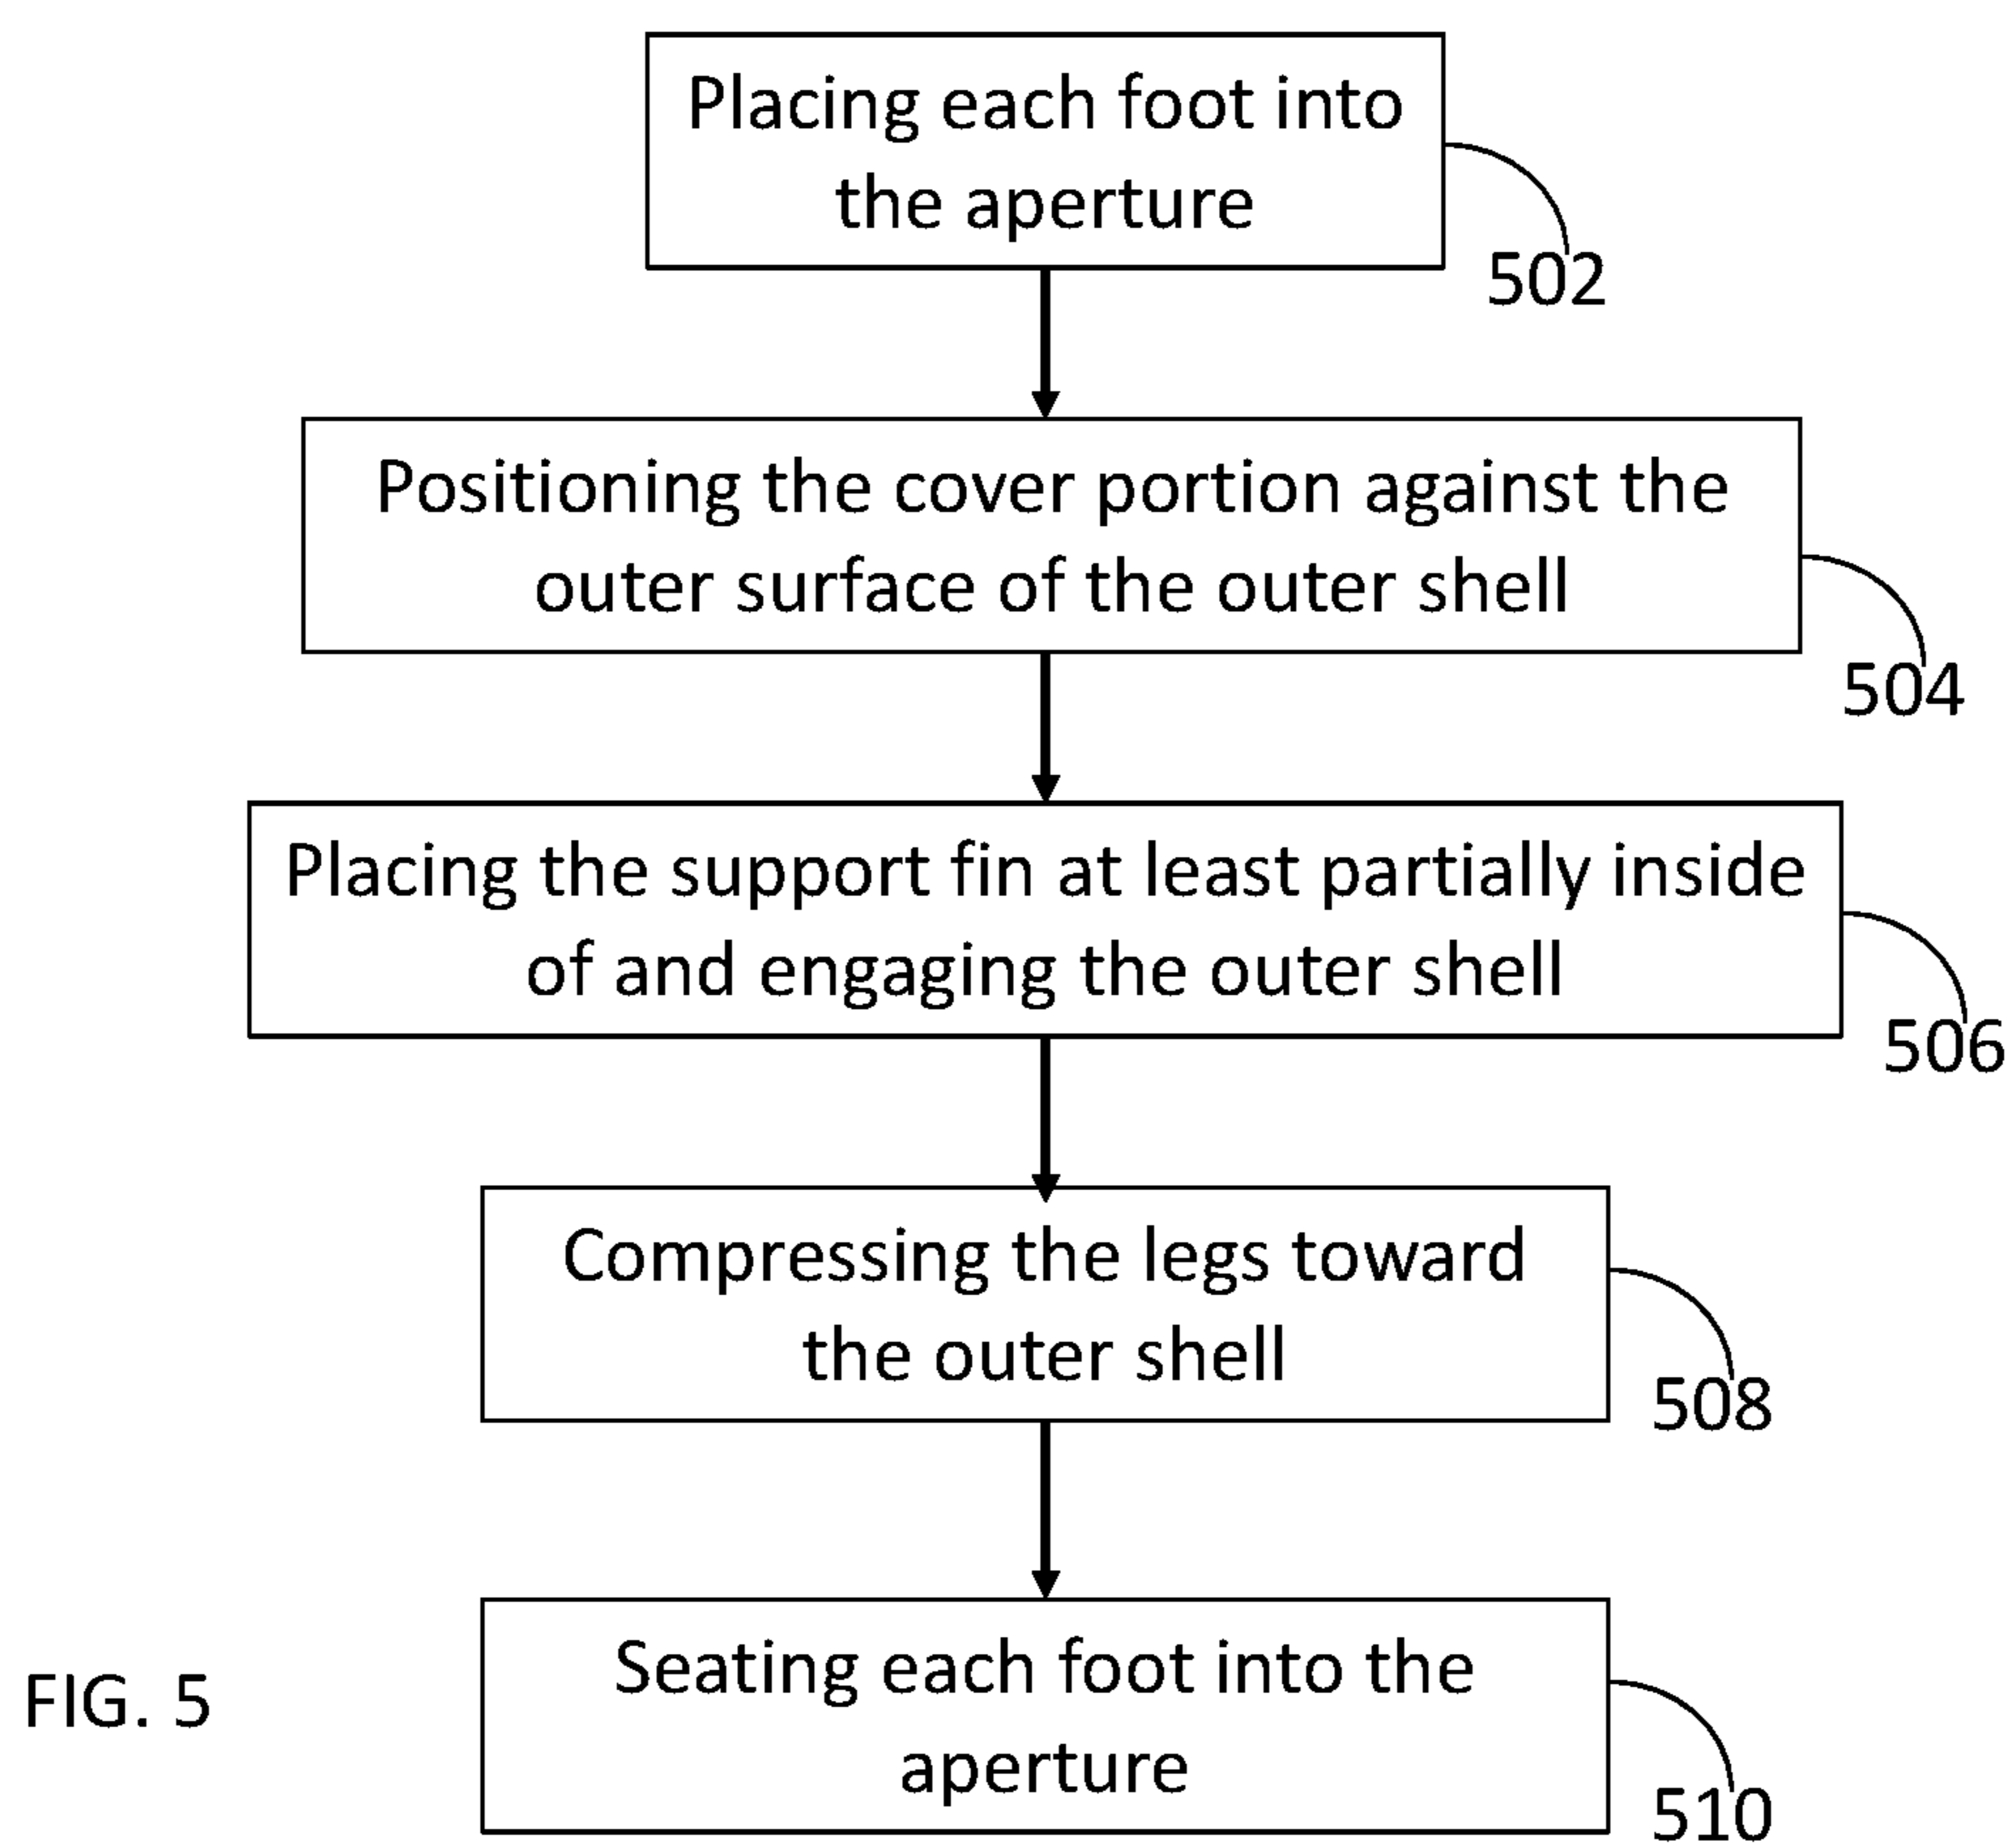 Placing each foot into
the aperture
502
Positioning the cover portion against the
outer surface of the outer shell
504
Placing the support fin at least partially inside
of and engaging the outer shell
506
Compressing the legs toward
the outer shell
508
Seating each foot into the
aperture
510
FIG. 5